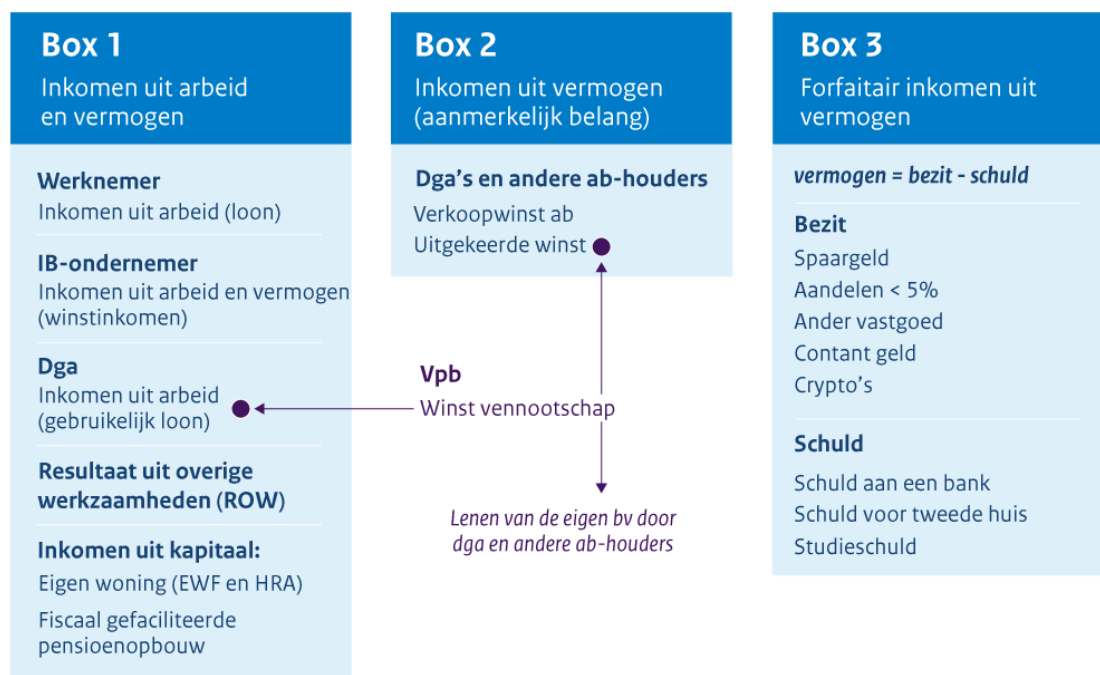 Box 1
Inkomen uit arbeid
en vermogen
Werknemer
Inkomen uit arbeid (loon)
IB-ondernemer
Inkomen uit arbeid en vermogen
(winstinkomen)
Dga
Inkomen uit arbeid
(gebruikelijk loon)
Resultaat uit overige
werkzaamheden (ROW)
Inkomen uit kapitaal:
Eigen woning (EWF en HRA)
Fiscaal gefaciliteerde
pensioenopbouw
Box 2
Inkomen uit vermogen
(aanmerkelijk belang)
Dga's en andere ab-houders
Verkoopwinst ab
Uitgekeerde winst
Vpb
Winst vennootschap
Lenen van de eigen bv door
dga en andere ab-houders
Box 3
Forfaitair inkomen uit
vermogen
vermogen = bezit - schuld
Bezit
Spaargeld
Aandelen < 5%
Ander vastgoed
Contant geld
Crypto's
Schuld
Schuld aan een bank
Schuld voor tweede huis
Studieschuld